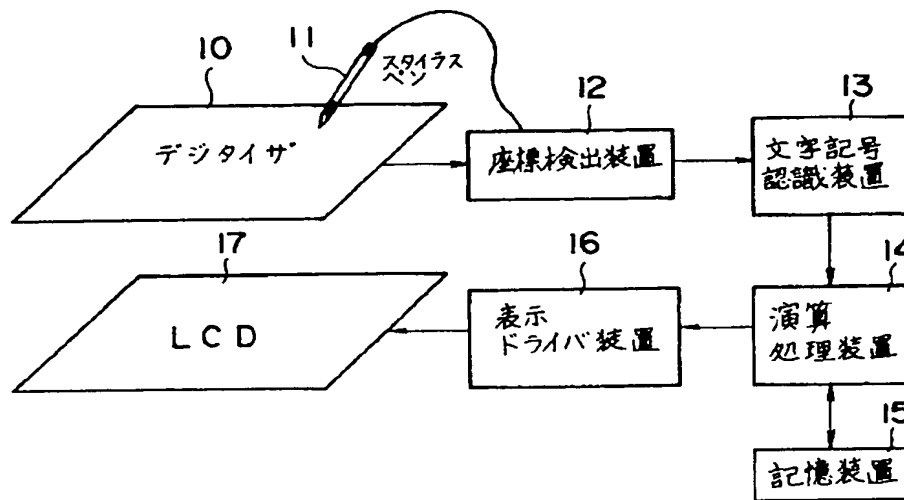 10
11
スタイラス
ペン
デジタイザ
12
座標検出装置
13
文字記号
認識装置
17
LCD
16
表示
ドライバ装置
14
演算
処理装置
15
記憶装置